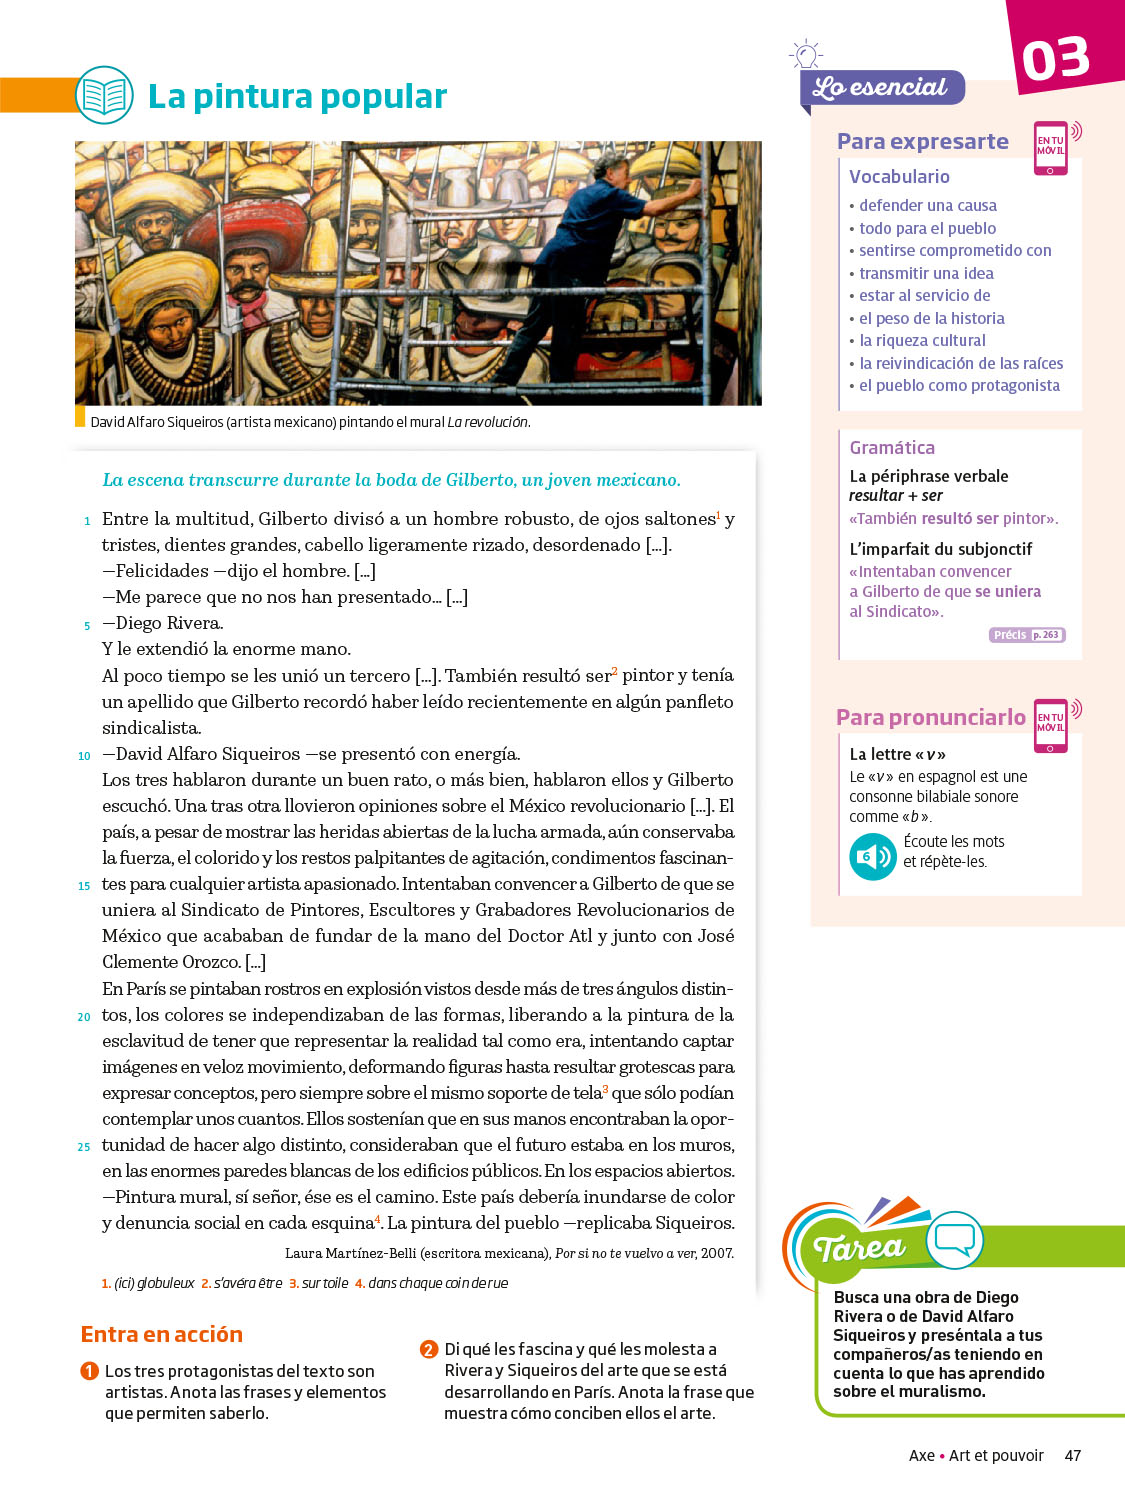 03
La pintura popular
David Alfaro Siqueiros (artista mexicano) pintando el mural La revolución.
La escena transcurre durante la boda de Gilberto, un joven mexicano.
1 Entre la multitud, Gilberto divisó a un hombre robusto, de ojos saltones1 y
tristes, dientes grandes, cabello ligeramente rizado, desordenado [...].
—Felicidades —dijo el hombre. [...]
—Me parece que no nos han presentado... [...]
5 —Diego Rivera.
Y le extendió la enorme mano.
Al poco tiempo se les unió un tercero [...]. También resultó ser2 pintor y tenía
un apellido que Gilberto recordó haber leído recientemente en algún panfleto
sindicalista.
10 —David Alfaro Siqueiros —se presentó con energía.
Los tres hablaron durante un buen rato, o más bien, hablaron ellos y Gilberto
escuchó. Una tras otra llovieron opiniones sobre el México revolucionario [...]. El
país, a pesar de mostrar las heridas abiertas de la lucha armada, aún conservaba
la fuerza, el colorido y los restos palpitantes de agitación, condimentos fascinan-
15 tes para cualquier artista apasionado. Intentaban convencer a Gilberto de que se
uniera al Sindicato de Pintores, Escultores y Grabadores Revolucionarios de
México que acababan de fundar de la mano del Doctor Atl y junto con José
Clemente Orozco. [...]
En París se pintaban rostros en explosión vistos desde más de tres ángulos distin-
20 tos, los colores se independizaban de las formas, liberando a la pintura de la
esclavitud de tener que representar la realidad tal como era, intentando captar
imágenes en veloz movimiento, deformando figuras hasta resultar grotescas para
expresar conceptos, pero siempre sobre el mismo soporte de tela3 que sólo podían
contemplar unos cuantos. Ellos sostenían que en sus manos encontraban la opor-
25 tunidad de hacer algo distinto, consideraban que el futuro estaba en los muros,
en las enormes paredes blancas de los edificios públicos. En los espacios abiertos.
—Pintura mural, sí señor, ése es el camino. Este país debería inundarse de color
y denuncia social en cada esquina4. La pintura del pueblo —replicaba Siqueiros.
Laura Martínez-Belli (escritora mexicana), Por si no te vuelvo a ver, 2007.
1. (ici) globuleux 2. s'avéra être 3. sur toile 4. dans chaque coin de rue
Entra en acción
1 Los tres protagonistas del texto son
artistas. Anota las frases y elementos
que permiten saberlo.
2 Di qué les fascina y qué les molesta a
Rivera y Siqueiros del arte que se está
desarrollando en París. Anota la frase que
muestra cómo conciben ellos el arte.
Lo esencial
Para expresarte
EN TU
MÓVIL
Vocabulario
• defender una causa
• todo para el pueblo
• sentirse comprometido con
• transmitir una idea
• estar al servicio de
• el peso de la historia
• la riqueza cultural
• la reivindicación de las raíces
• el pueblo como protagonista
Gramática
La périphrase verbale
resultar + ser
«También resultó ser pintor».
L'imparfait du subjonctif
«Intentaban convencer
a Gilberto de que se uniera
al Sindicato».
Précis p. 263
Para pronunciarlo
EN TU
MÓVIL
La lettre «v»
Le «v» en espagnol est une
consonne bilabiale sonore
comme «b».
6
Écoute les mots
et répète-les.
Tarea
Busca una obra de Diego
Rivera o de David Alfaro
Siqueiros y preséntala a tus
compañeros/as teniendo en
cuenta lo que has aprendido
sobre el muralismo.
Axe • Art et pouvoir 47